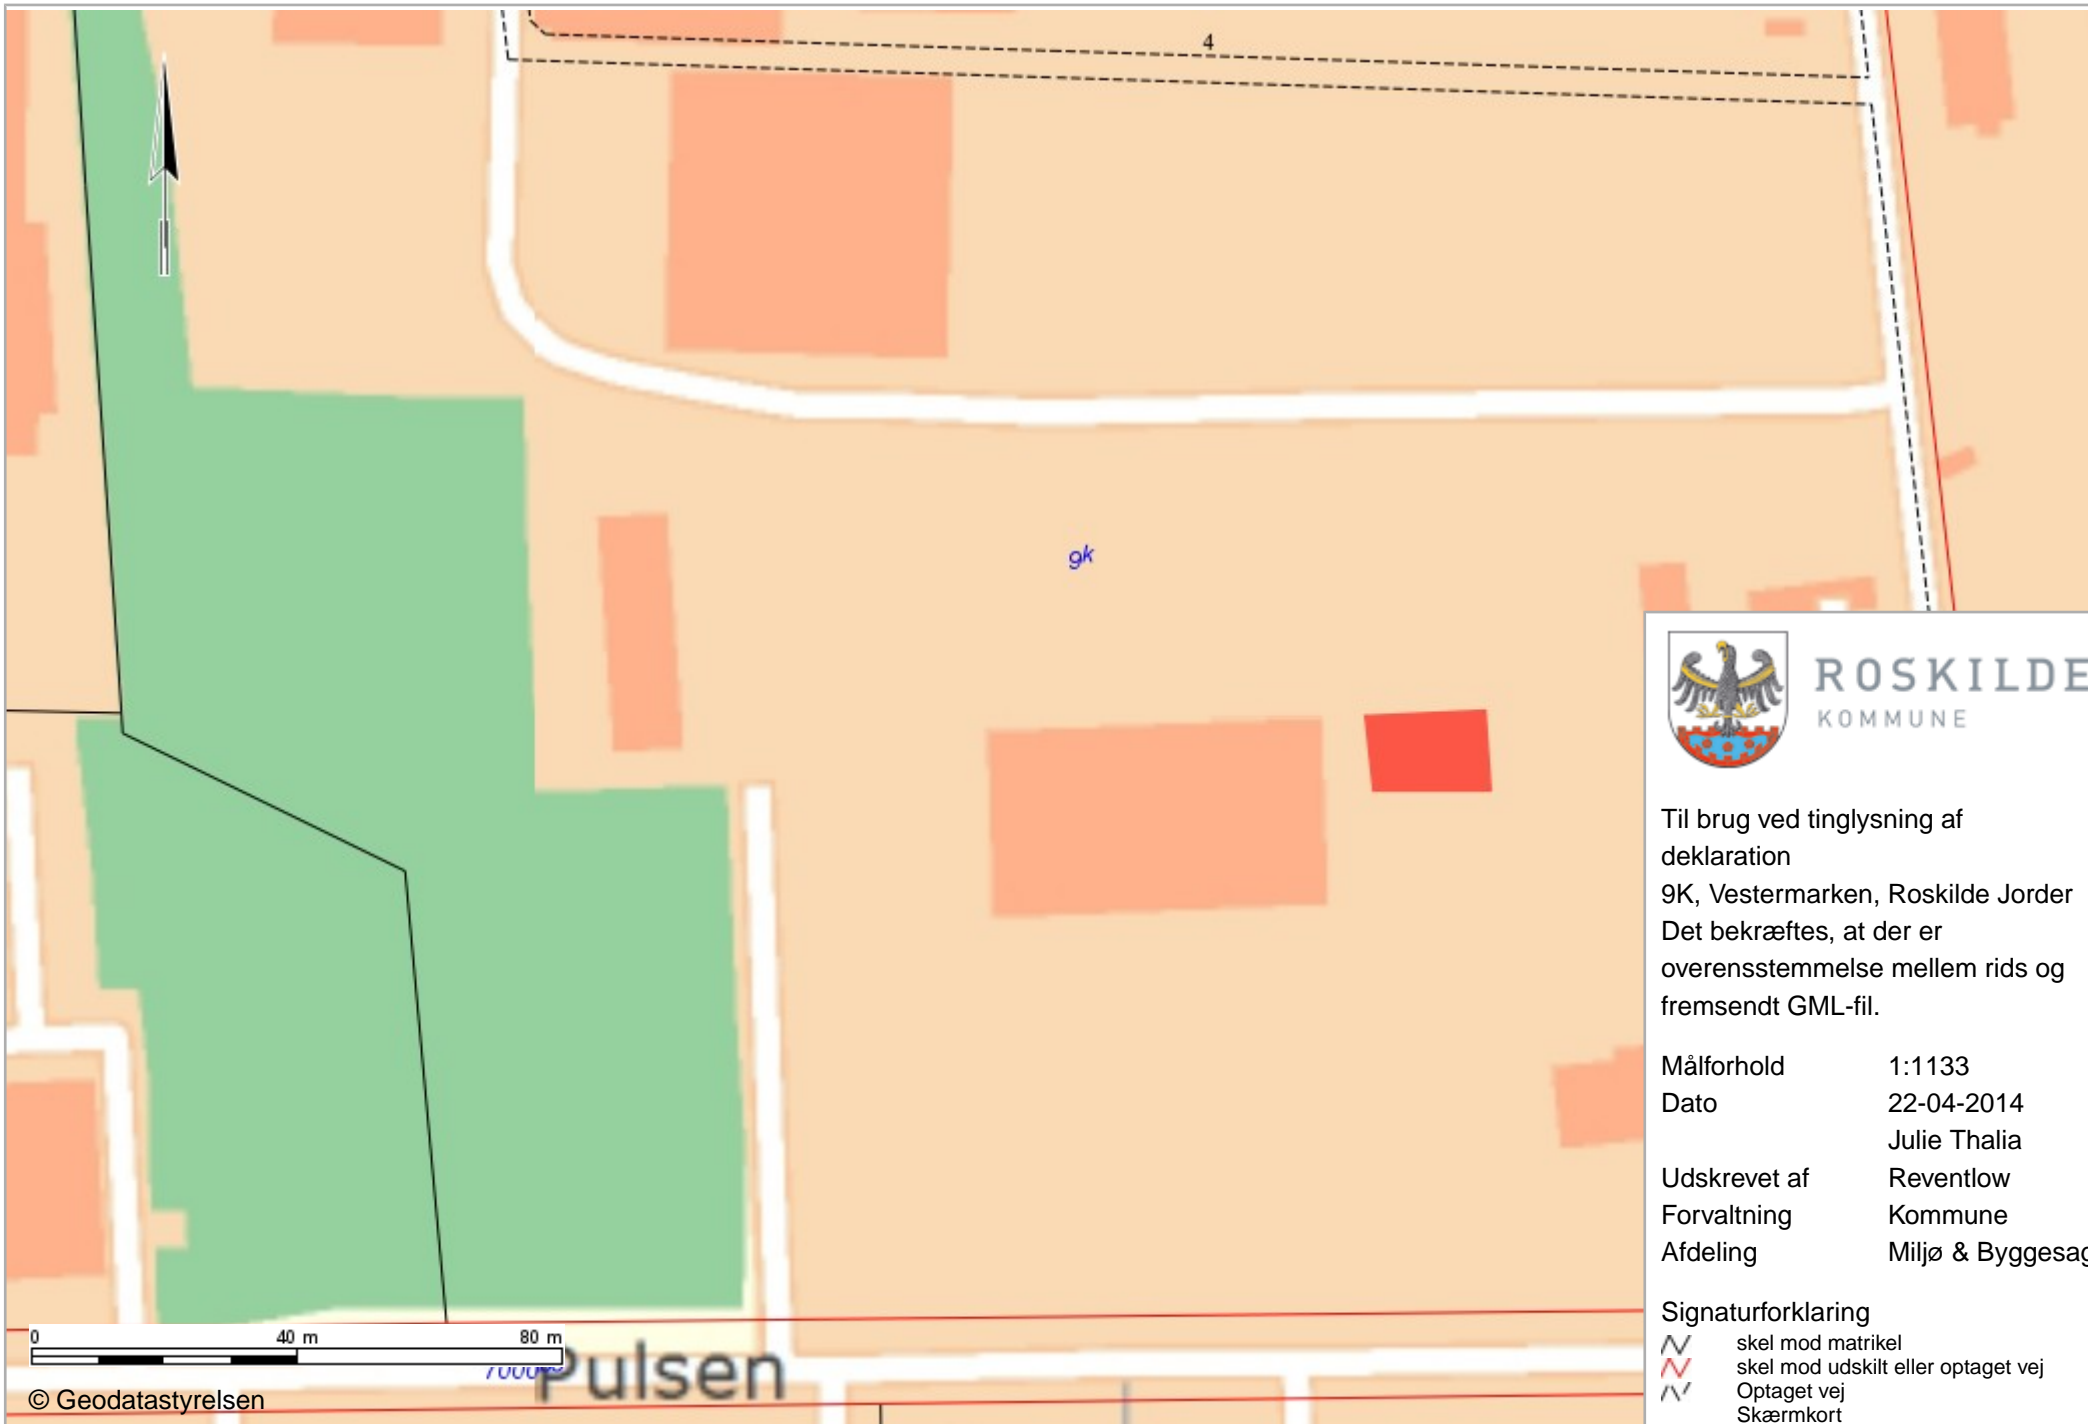 4
9k
ROSKILDE
KOMMUNE
Til brug ved tinglysning af
deklaration
9K, Vestermarken, Roskilde Jorder
Det bekræftes, at der er
overensstemmelse mellem rids og
fremsendt GML-fil.
Målforhold 1:1133
Dato 22-04-2014
Julie Thalia
Udskrevet af Reventlow
Forvaltning Kommune
Afdeling Miljø & Byggesag
Signaturforklaring
skel mod matrikel
skel mod udskilt eller optaget vej
Optaget vej
Skærmkort
0 40 m 80 m
Pulsen
© Geodatastyrelsen